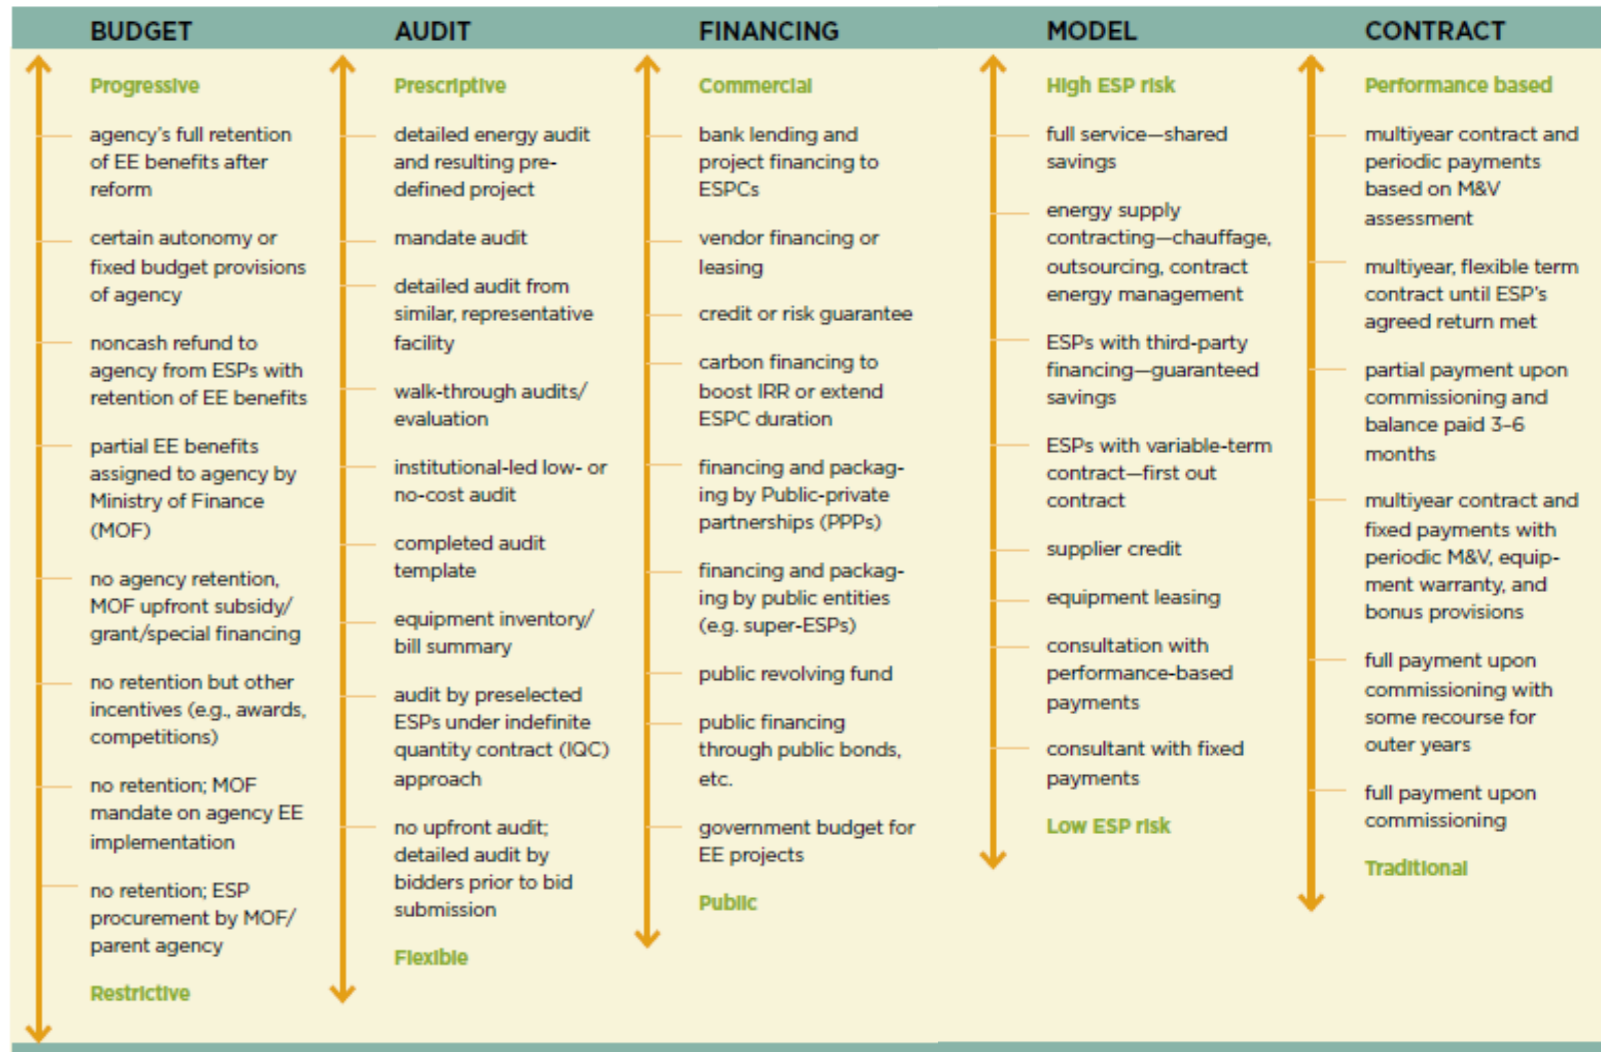 BUDGET
Progressive
agency's full retention
of EE benefits after
reform
certain autonomy or
fixed budget provisions
of agency
noncash refund to
agency from ESPs with
retention of EE benefits
partial EE benefits
assigned to agency by
Ministry of Finance
(MOF)
no agency retention,
MOF upfront subsidy/
grant/special financing
no retention but other
incentives (e.g., awards,
competitions)
no retention; MOF
mandate on agency EE
implementation
no retention; ESP
procurement by MOF/
parent agency
Restrictive
AUDIT
Prescriptive
detailed energy audit
and resulting pre-
defined project
mandate audit
detailed audit from
similar, representative
facility
walk-through audits/
evaluation
institutional-led low- or
no-cost audit
completed audit
template
equipment inventory/
bill summary
audit by preselected
ESPs under indefinite
quantity contract (IQC)
approach
no upfront audit;
detailed audit by
bidders prior to bid
submission
Flexible
FINANCING
Commercial
bank lending and
project financing to
ESPCs
vendor financing or
leasing
credit or risk guarantee
carbon financing to
boost IRR or extend
ESPC duration
financing and packag-
ing by Public-private
partnerships (PPPs)
financing and packag-
ing by public entities
(e.g. super-ESPs)
public revolving fund
public financing
through public bonds,
etc.
government budget for
EE projects
Public
MODEL
High ESP risk
full service—shared
savings
energy supply
contracting—chauffage,
outsourcing, contract
energy management
ESPs with third-party
financing—guaranteed
savings
ESPs with variable-term
contract—first out
contract
supplier credit
equipment leasing
consultation with
performance-based
payments
consultant with fixed
payments
Low ESP risk
CONTRACT
Performance based
multiyear contract and
periodic payments
based on M&V
assessment
multiyear, flexible term
contract until ESP's
agreed return met
partial payment upon
commissioning and
balance paid 3–6
months
multiyear contract and
fixed payments with
periodic M&V, equip-
ment warranty, and
bonus provisions
full payment upon
commissioning with
some recourse for
outer years
full payment upon
commissioning
Traditional